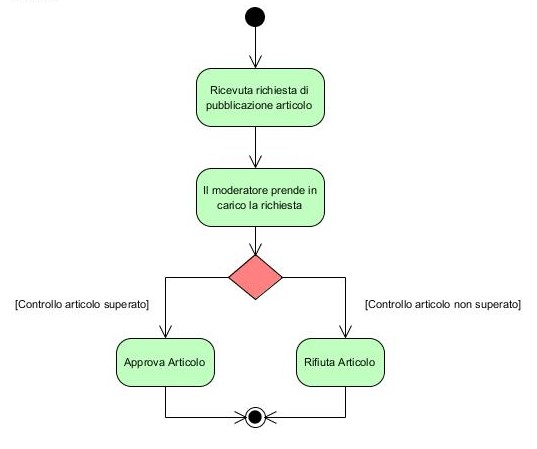 Ricevuta richiesta di
pubblicazione articolo
Il moderatore prende in
carico la richiesta
[Controllo articolo superato]
[Controllo articolo non superato]
Approva Articolo
Rifiuta Articolo